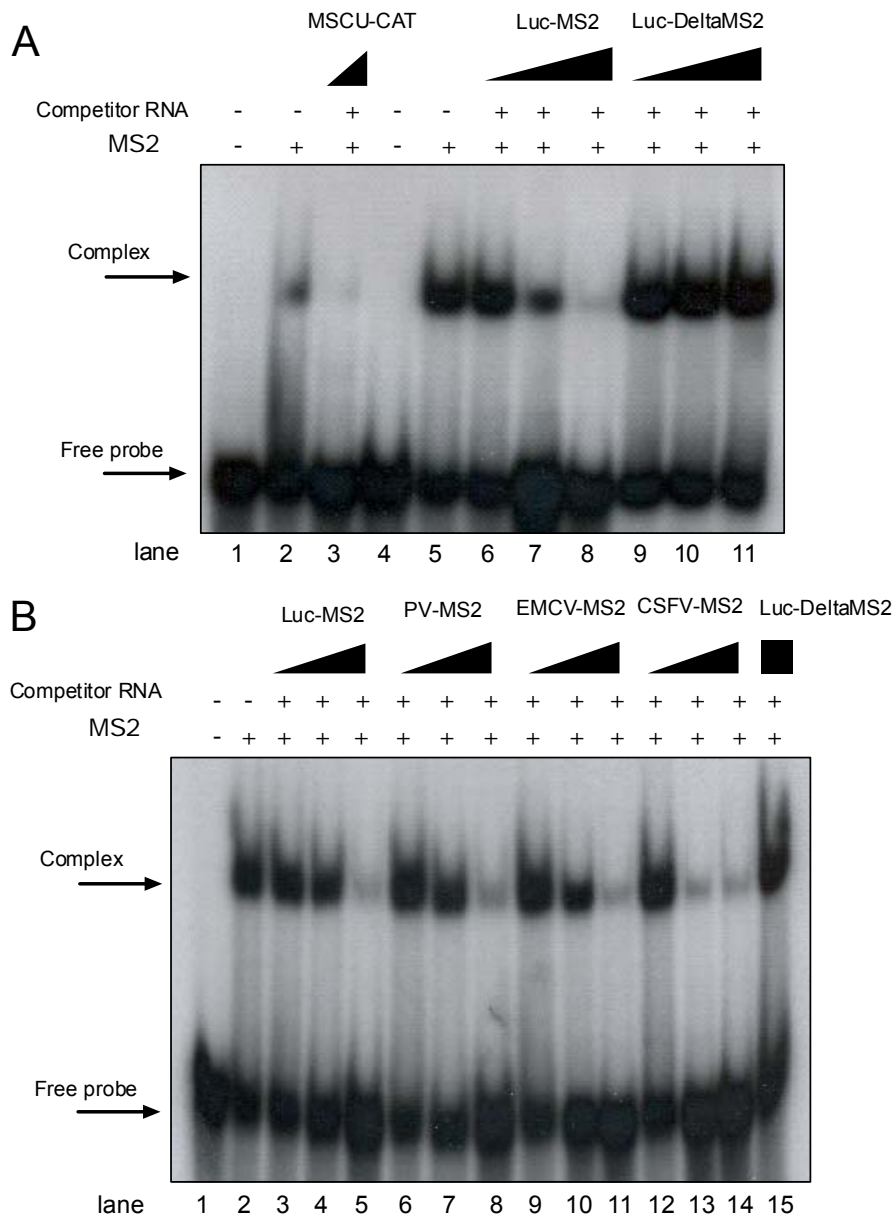 A
MSCU-CAT Luc-MS2 Luc-DeltaMS2
Competitor RNA - - + - - + + + + + +
MS2 - + + - + + + + + + +
Complex
Free probe
lane 1 2 3 4 5 6 7 8 9 10 11
B
Luc-MS2 PV-MS2 EMCV-MS2 CSFV-MS2 Luc-DeltaMS2
Competitor RNA - - + + + + + + + + + + + + +
MS2 - + + + + + + + + + + + + + +
Complex
Free probe
lane 1 2 3 4 5 6 7 8 9 10 11 12 13 14 15